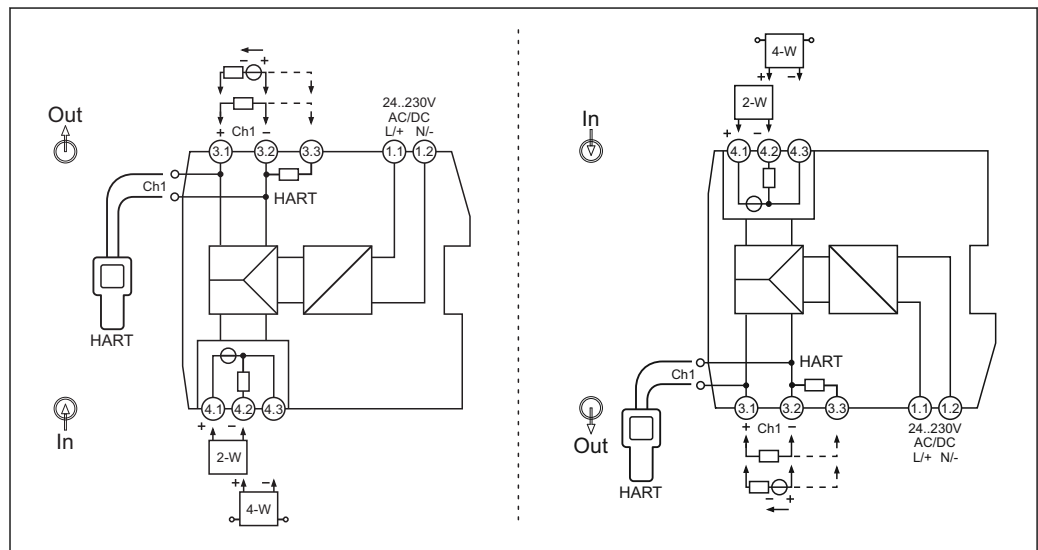 − +
Out
+ Ch1 −
24..230V
AC/DC
L/+ N/-
3.1 3.2 3.3 1.1 1.2
Ch1
HART
HART
4.1 4.2 4.3
In
+ −
2-W
+ −
4-W
4-W
+ −
2-W
In
+ −
4.1 4.2 4.3
HART
Ch1
3.1 3.2 3.3 1.1 1.2
Out
+ Ch1 −
24..230V
AC/DC
L/+ N/-
HART
− +